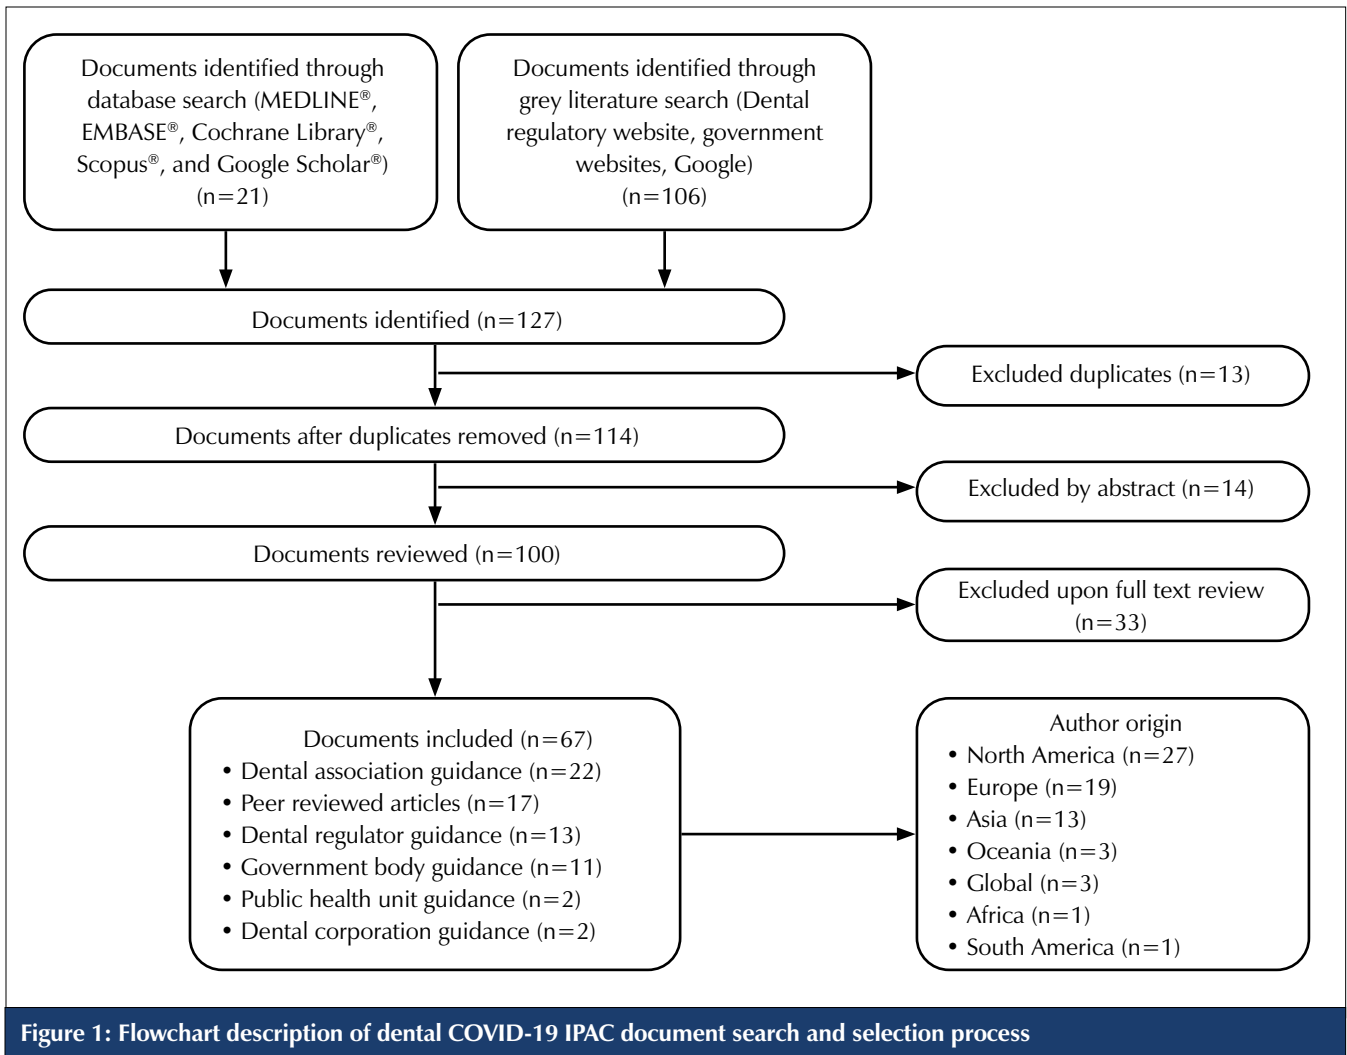 Documents identified through
database search (MEDLINE®,
EMBASE®, Cochrane Library®,
Scopus®, and Google Scholar®)
(n=21)
Documents identified through
grey literature search (Dental
regulatory website, government
websites, Google)
(n=106)
Documents identified (n=127)
Excluded duplicates (n=13)
Documents after duplicates removed (n=114)
Excluded by abstract (n=14)
Documents reviewed (n=100)
Excluded upon full text review
(n=33)
Documents included (n=67)
• Dental association guidance (n=22)
• Peer reviewed articles (n=17)
• Dental regulator guidance (n=13)
• Government body guidance (n=11)
• Public health unit guidance (n=2)
• Dental corporation guidance (n=2)
Author origin
• North America (n=27)
• Europe (n=19)
• Asia (n=13)
• Oceania (n=3)
• Global (n=3)
• Africa (n=1)
• South America (n=1)
Figure 1: Flowchart description of dental COVID-19 IPAC document search and selection process